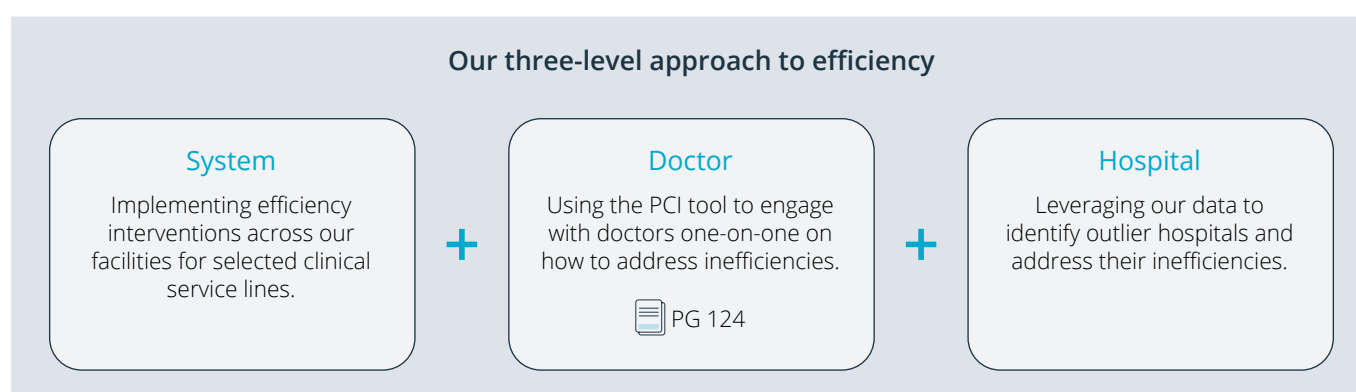 Our three-level approach to efficiency
System
Implementing efficiency
interventions across our
facilities for selected clinical
service lines.
+
Doctor
Using the PCI tool to engage
with doctors one-on-one on
how to address inefficiencies.
PG 124
+
Hospital
Leveraging our data to
identify outlier hospitals and
address their inefficiencies.